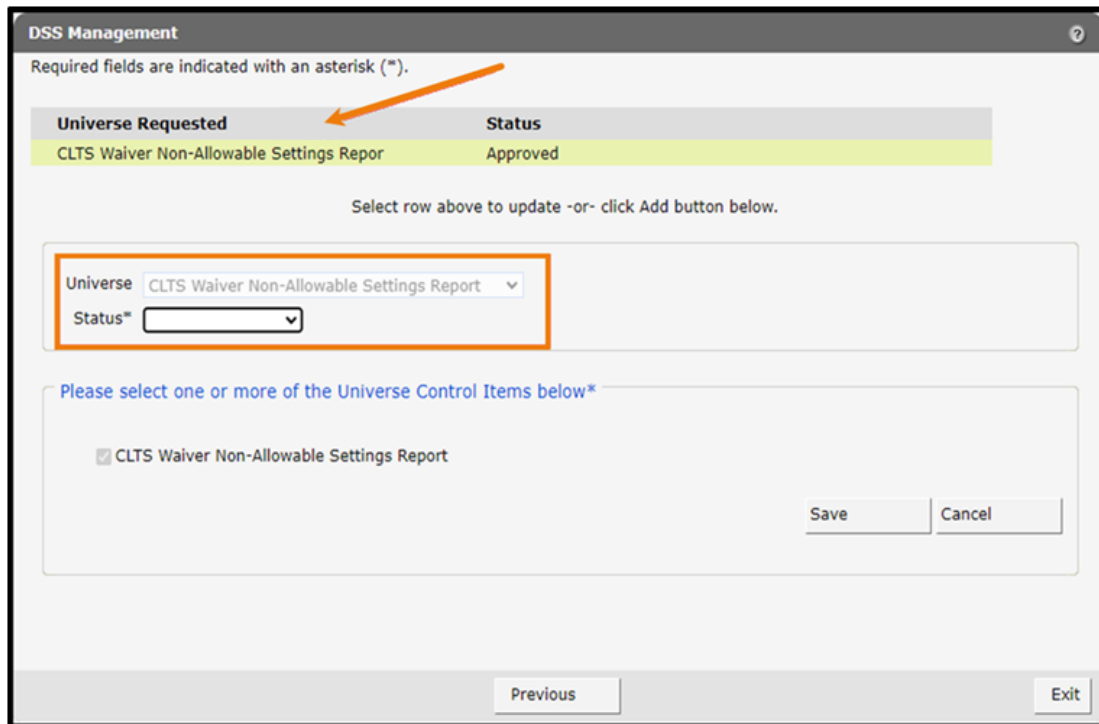 DSS Management
?
Required fields are indicated with an asterisk (*).
Universe Requested Status
CLTS Waiver Non-Allowable Settings Repor Approved
Select row above to update -or- click Add button below.
Universe CLTS Waiver Non-Allowable Settings Report
Status*
Please select one or more of the Universe Control Items below*
CLTS Waiver Non-Allowable Settings Report
Save Cancel
Previous Exit